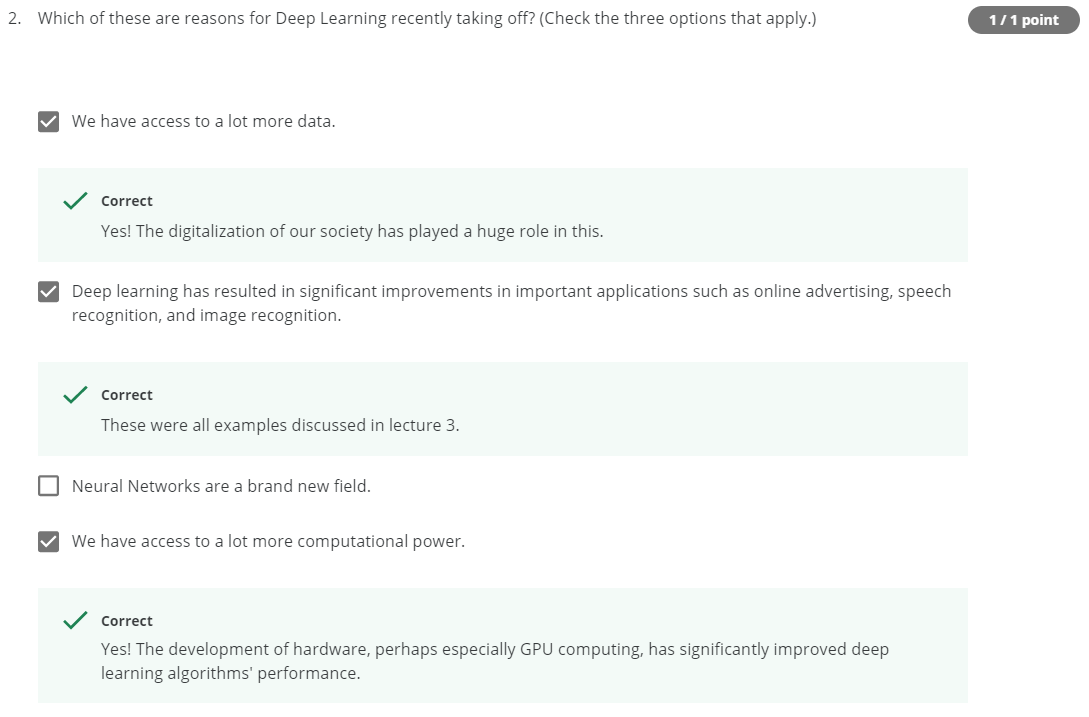 2. Which of these are reasons for Deep Learning recently taking off? (Check the three options that apply.)
1 / 1 point
We have access to a lot more data.
Correct
Yes! The digitalization of our society has played a huge role in this.
Deep learning has resulted in significant improvements in important applications such as online advertising, speech
recognition, and image recognition.
Correct
These were all examples discussed in lecture 3.
Neural Networks are a brand new field.
We have access to a lot more computational power.
Correct
Yes! The development of hardware, perhaps especially GPU computing, has significantly improved deep
learning algorithms' performance.